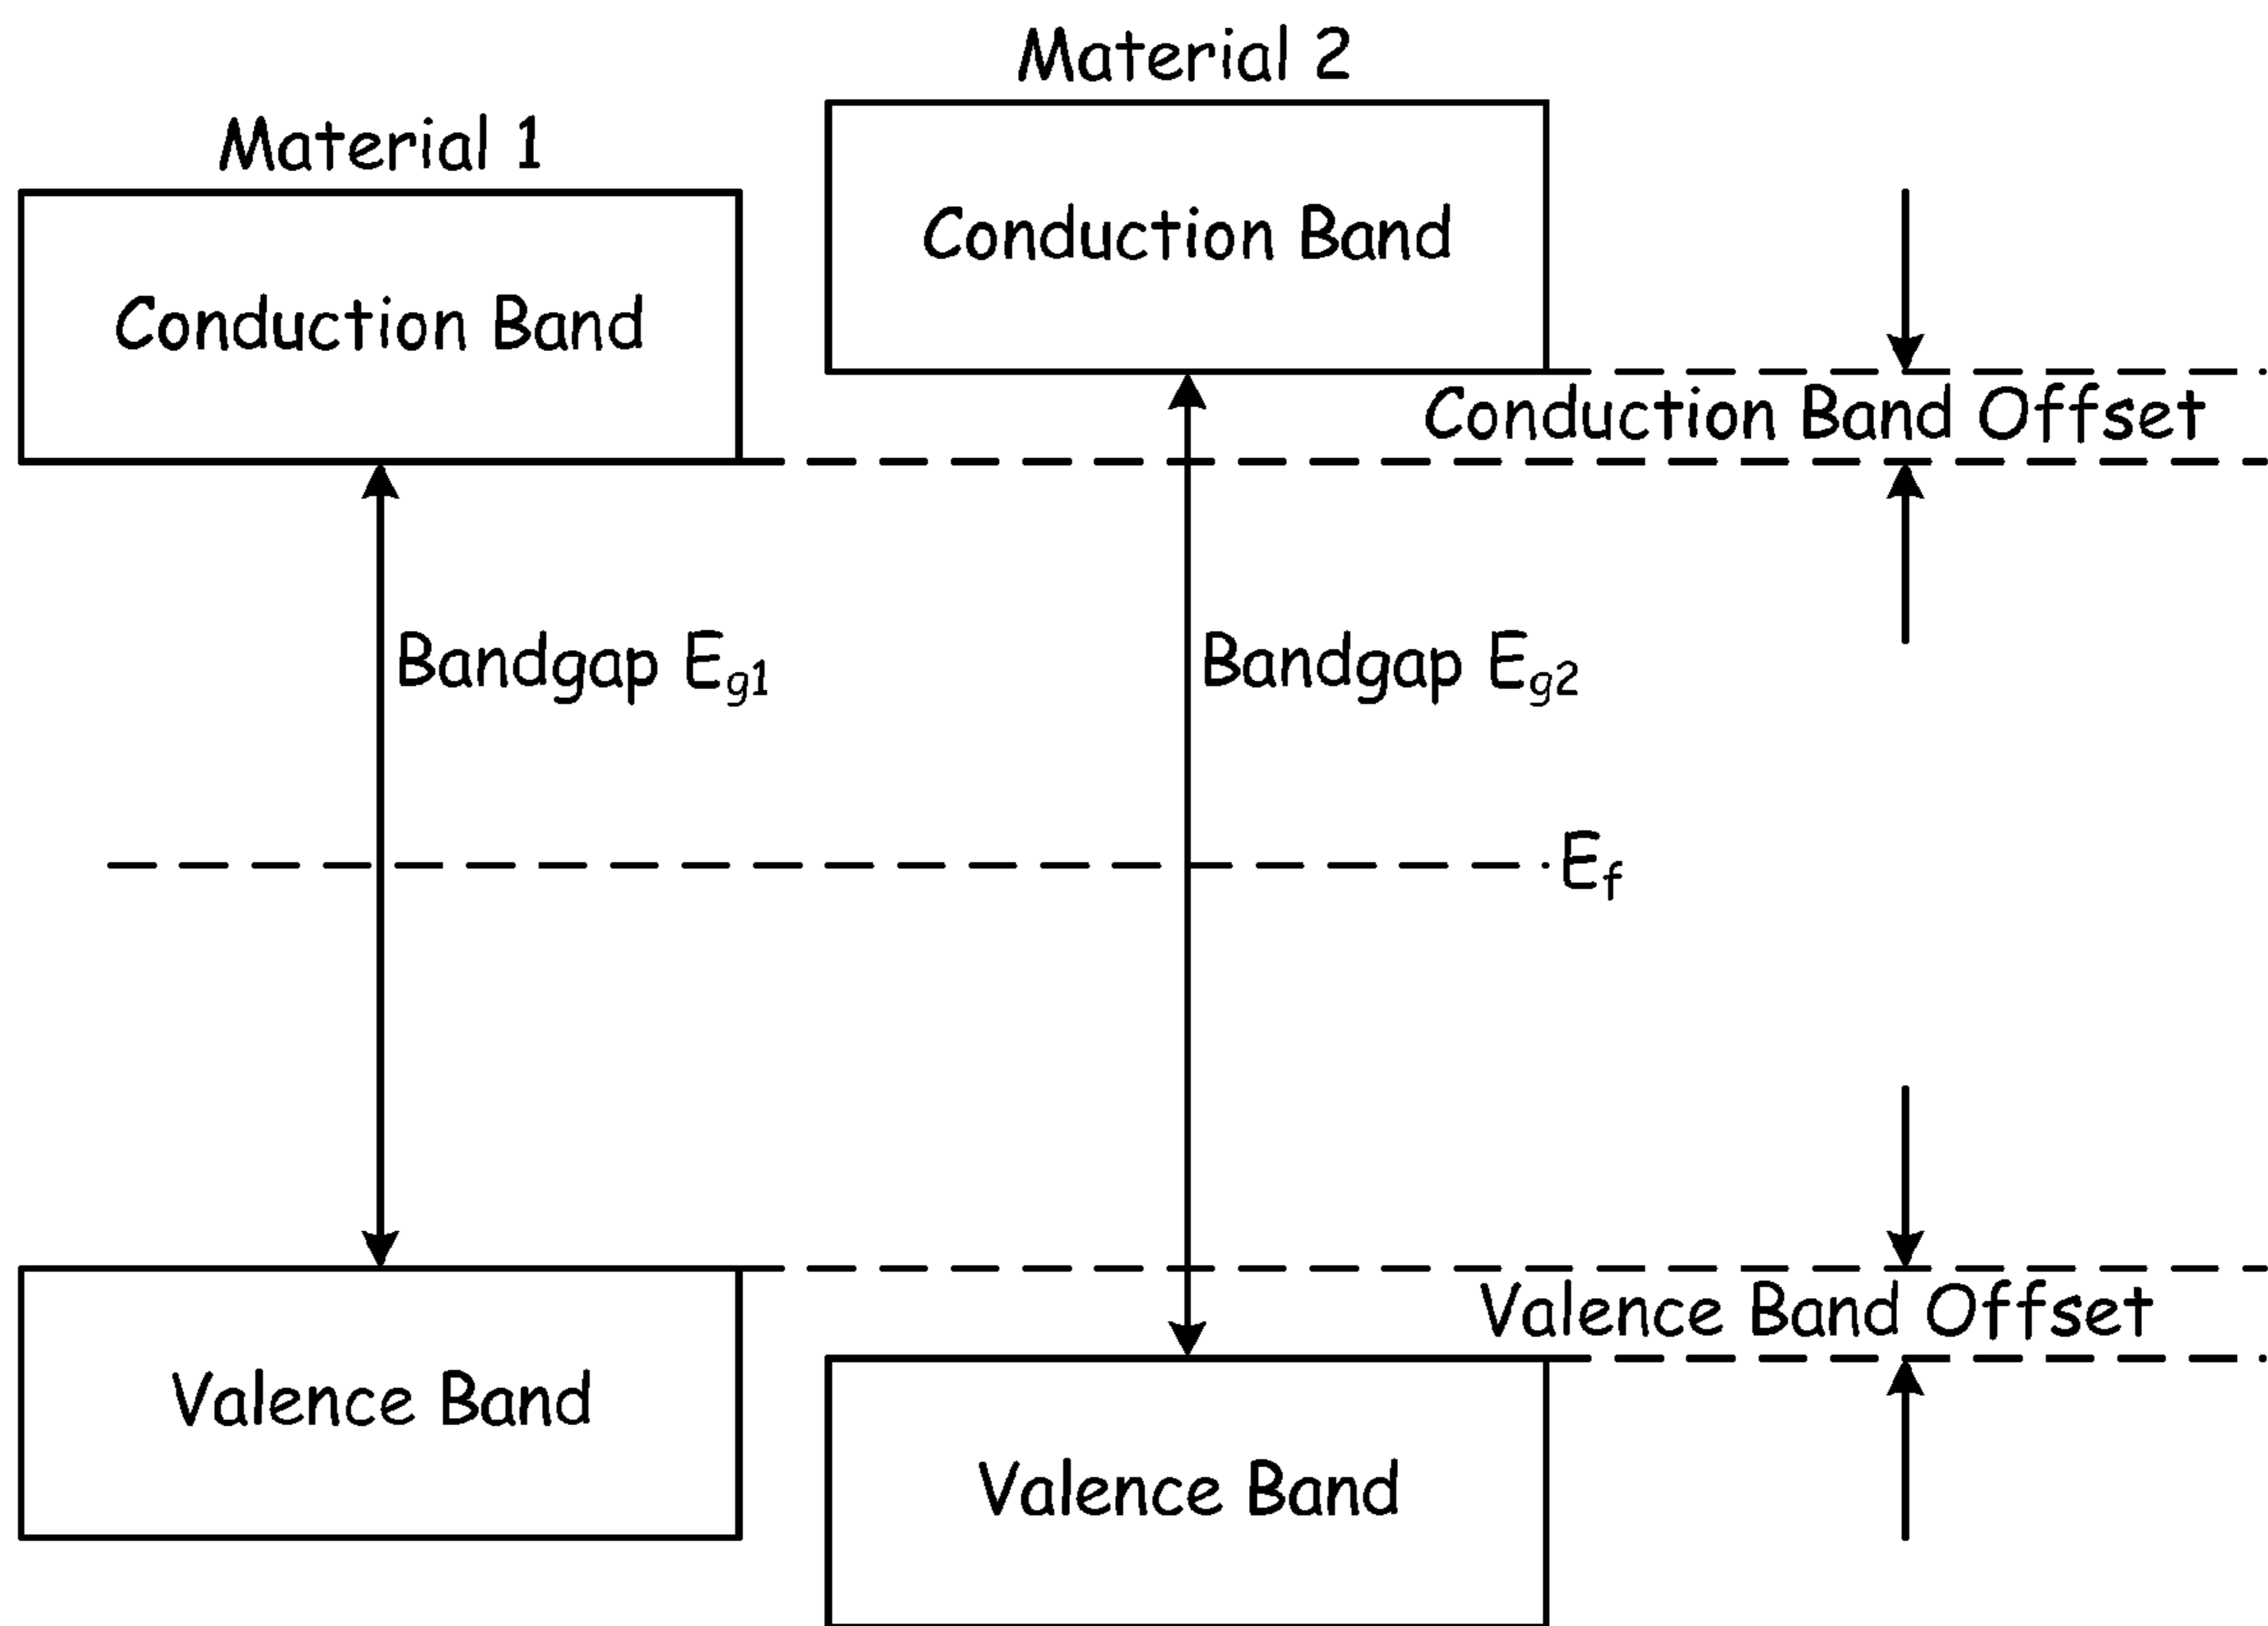 Material 2
Material 1
Conduction Band
Conduction Band
Conduction Band Offset
Bandgap Eg1
Bandgap Eg2
Ef
Valence Band Offset
Valence Band
Valence Band